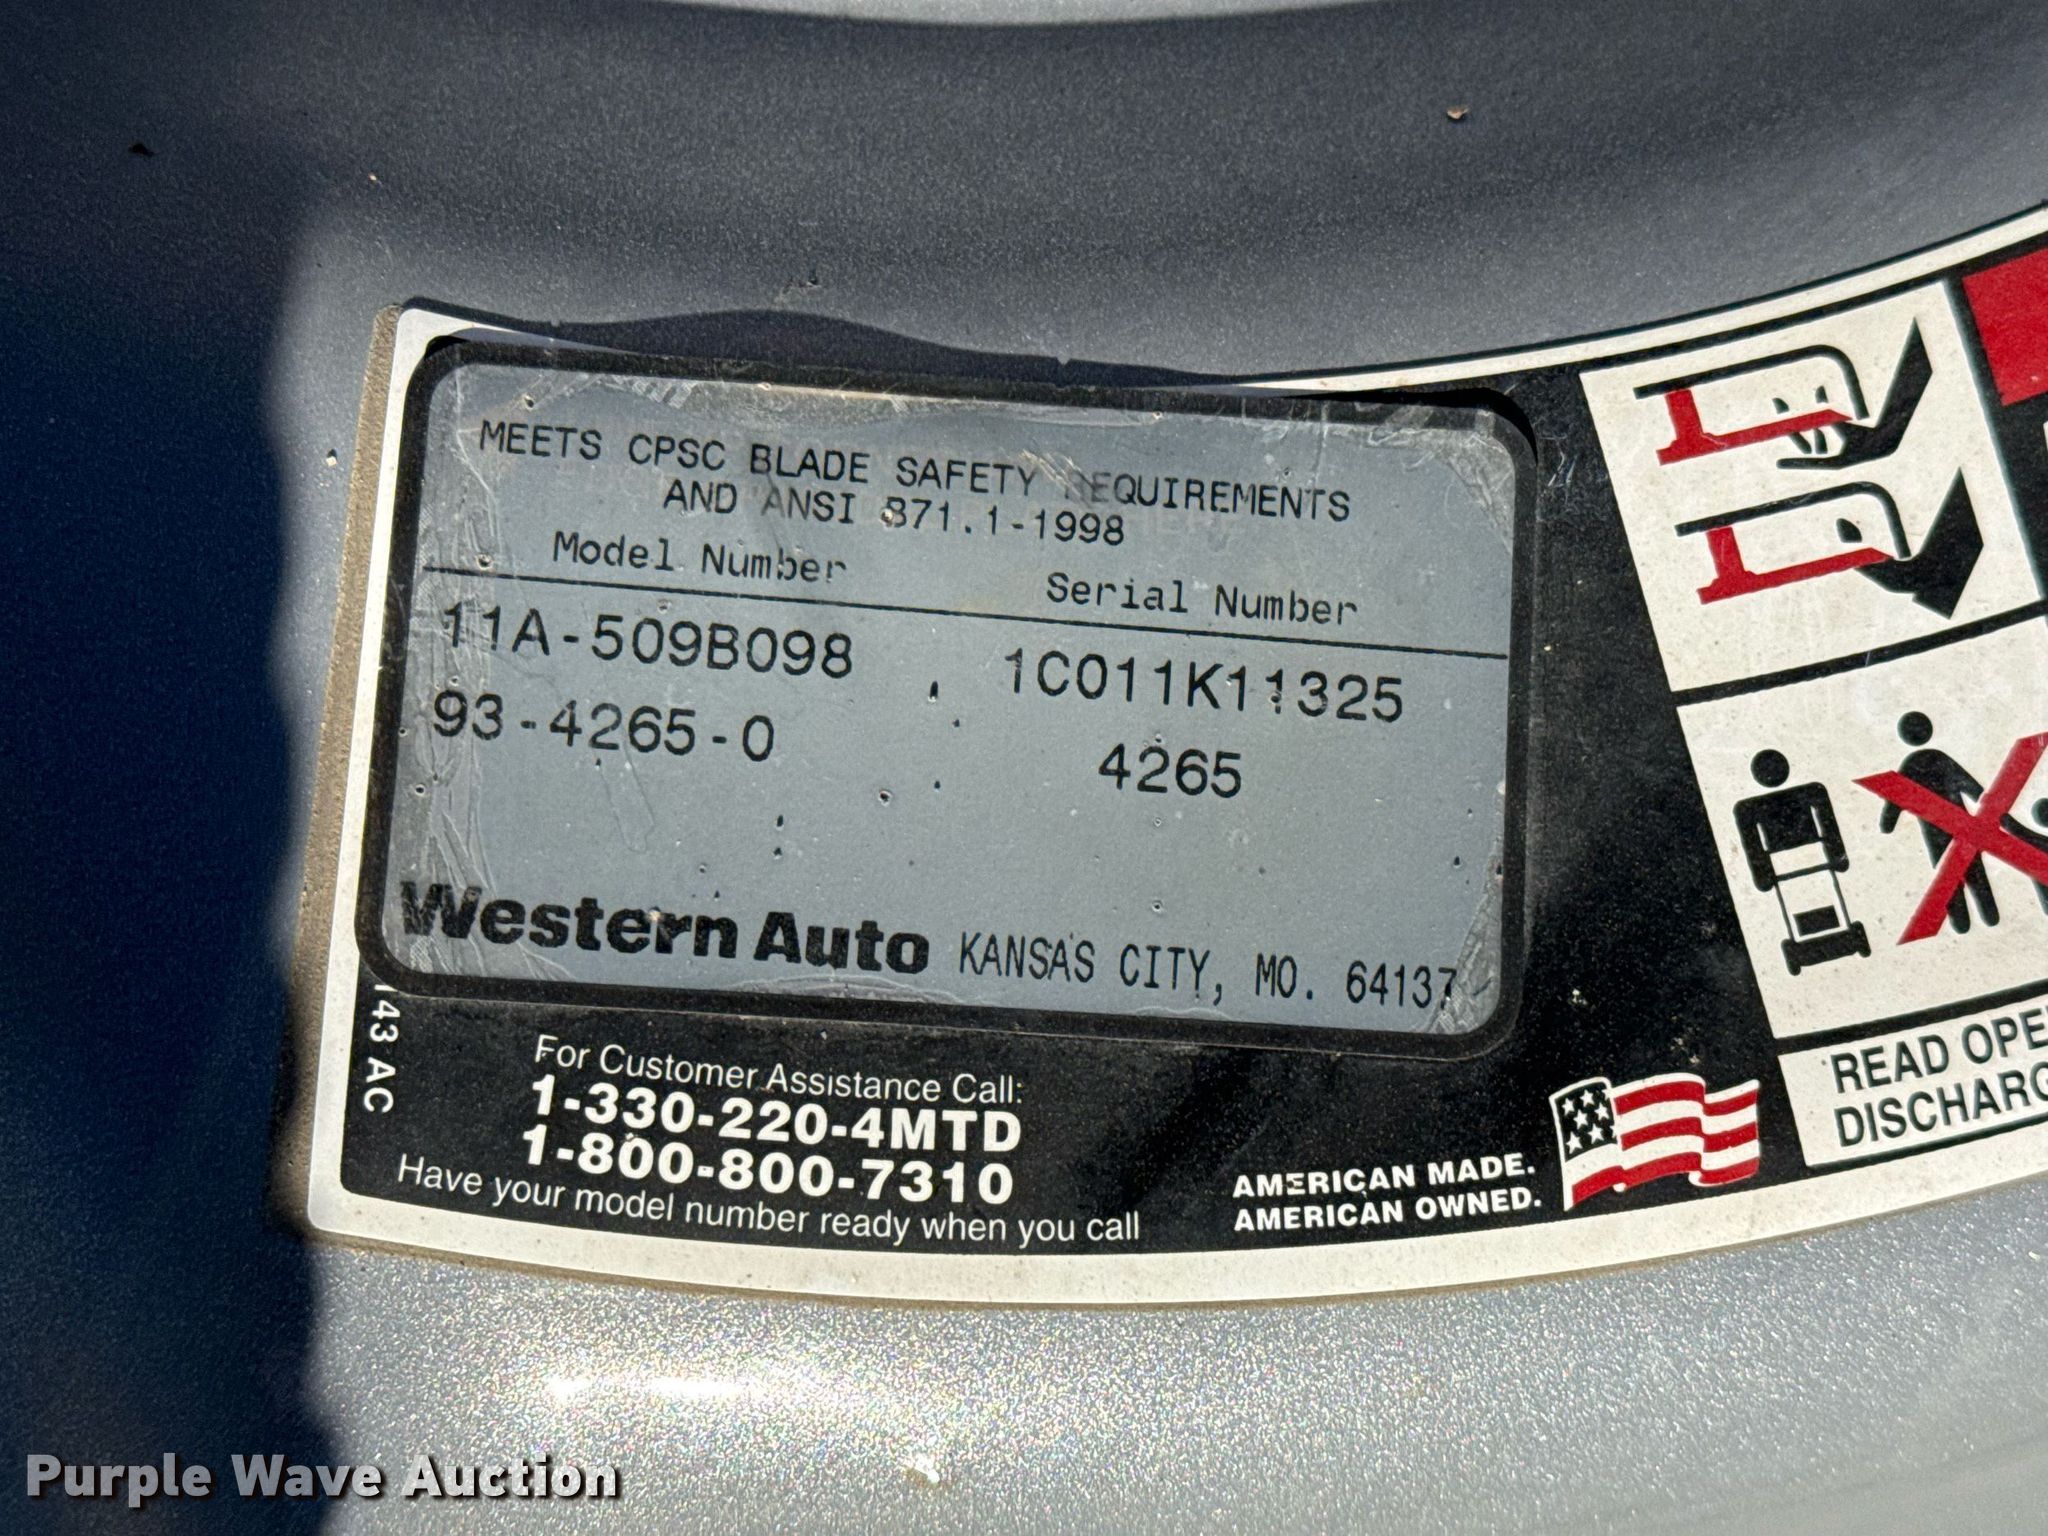 MEETS CPSC BLADE SAFETY REQUIREMENTS
AND ANSI B71.1-1998
Model Number
Serial Number
11A-509B098
1C011K11325
93-4265-0
4265
Western Auto KANSAS CITY, MO. 64137
143 AC
For Customer Assistance Call:
1-330-220-4MTD
1-800-800-7310
Have your model number ready when you call
AMERICAN MADE.
AMERICAN OWNED.
READ OPE
DISCHARG
Purple Wave Auction